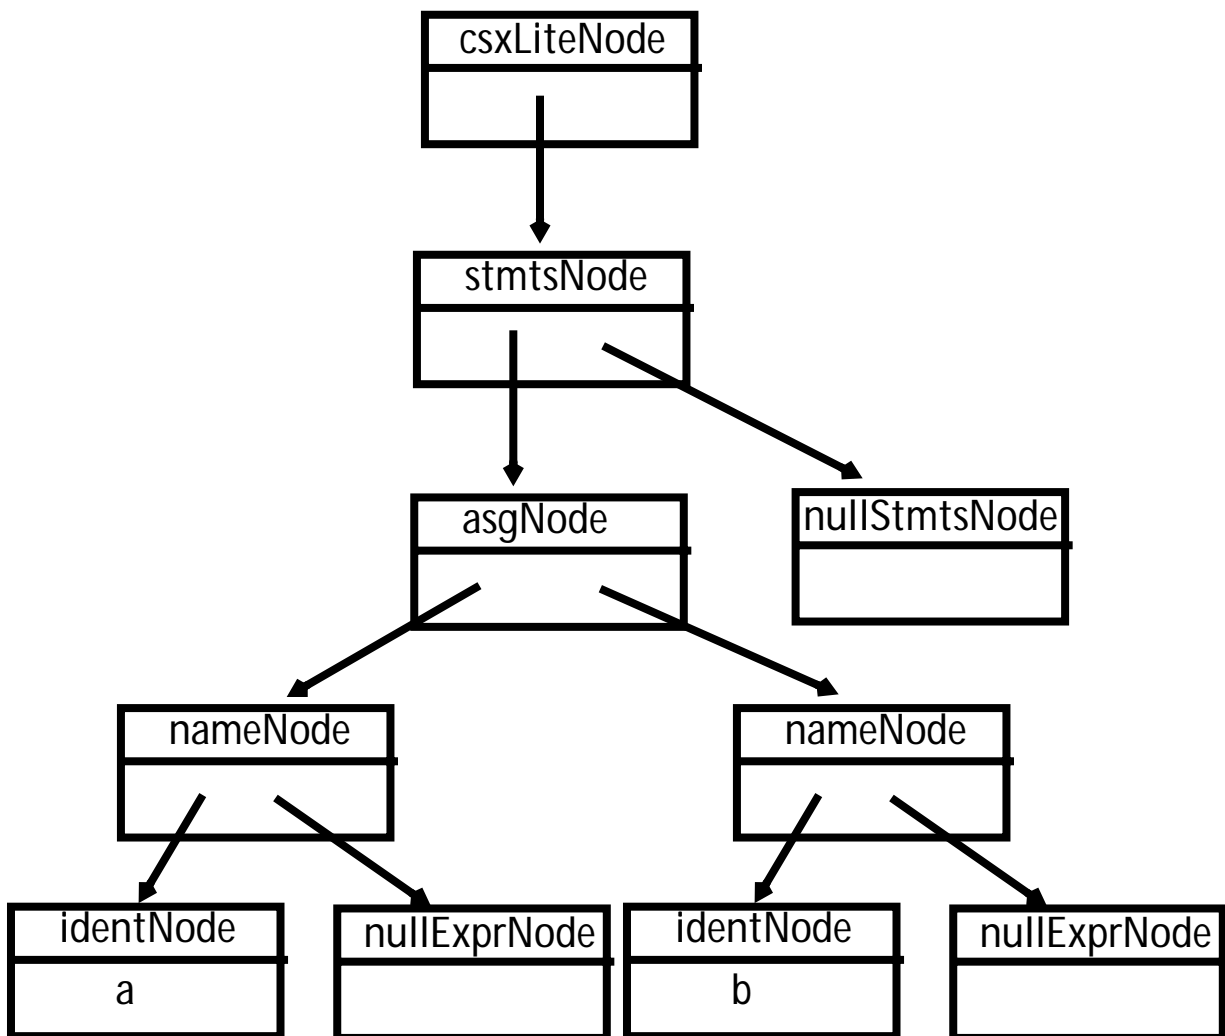 csxLiteNode
stmtsNode
asgNode
nullStmtsNode
nameNode
nameNode
identNode
nullExprNode
identNode
nullExprNode
a
b